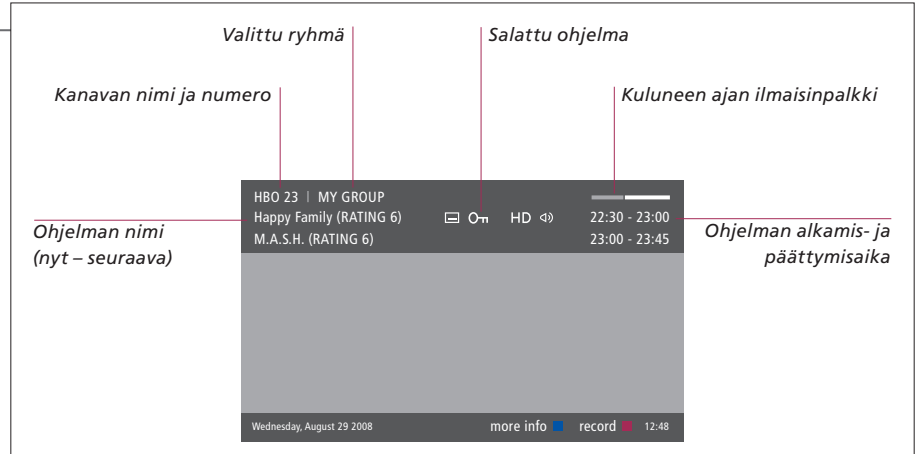 Valittu ryhmä
Salattu ohjelma
Kanavan nimi ja numero
Kuluneen ajan ilmaisinpalkki
HBO 23 | MY GROUP
Happy Family (RATING 6) HD 22:30 - 23:00
M.A.S.H. (RATING 6) 23:00 - 23:45
Ohjelman nimi
(nyt – seuraava)
Ohjelman alkamis- ja
päättymisaika
Wednesday, August 29 2008 more info record 12:48